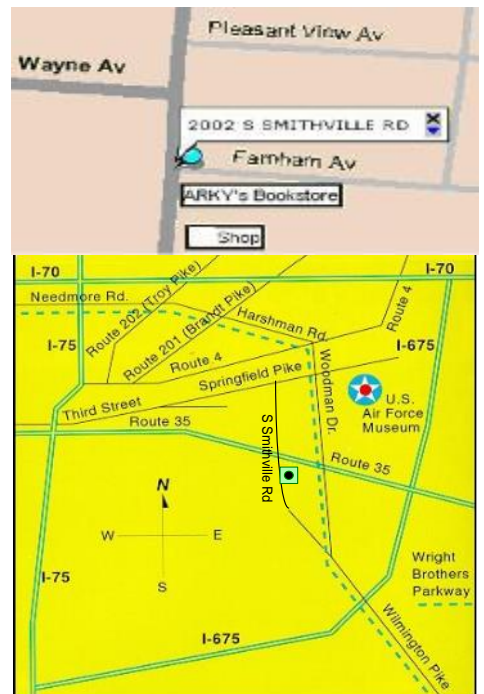 Pleasant View Av
Wayne Av
2002 S SMITHVILLE RD
Farnham Av
ARKY's Bookstore
Shop
I-70
I-70
Needmore Rd.
Route 202 (Troy Pike)
Route 201 (Brandt Pike)
Harshman Rd.
Route 4
I-75
I-675
Route 4
Springfield Pike
Woodman Dr.
U.S.
Air Force
Museum
Third Street
Route 35
S Smithville Rd
Route 35
N
W
E
S
I-75
Wright
Brothers
Parkway
Wilmington Pike
I-675